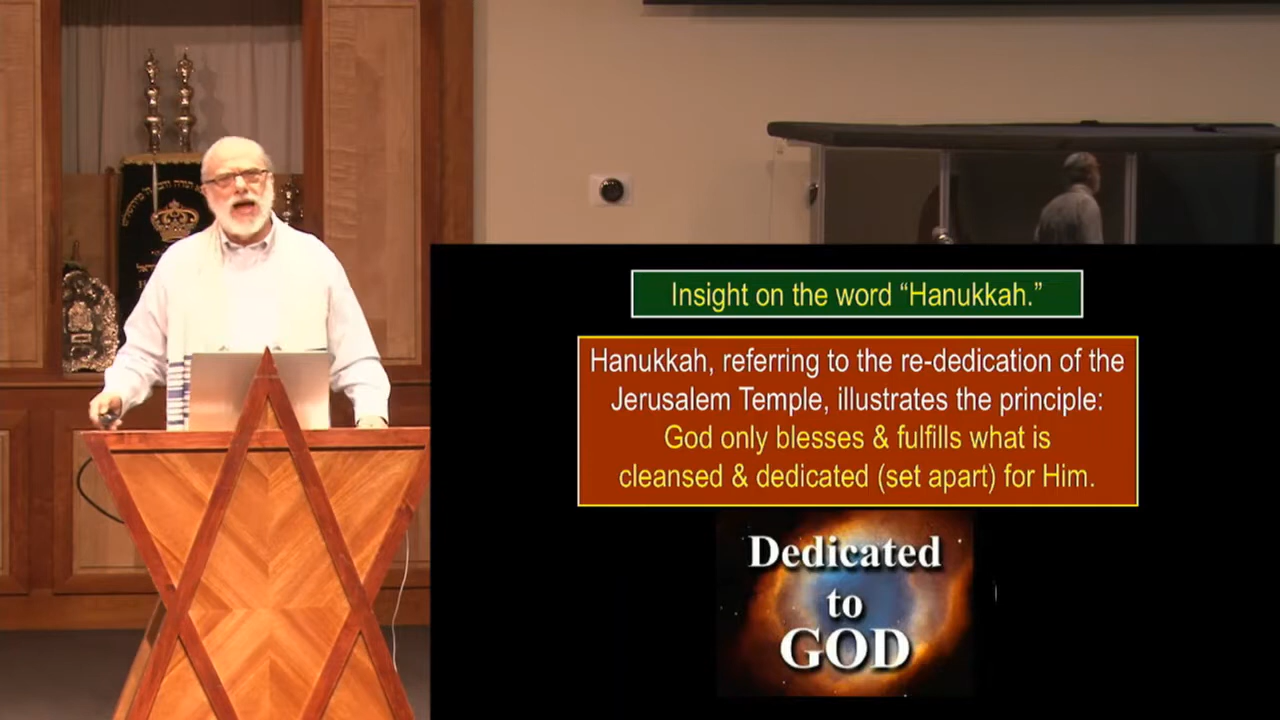 Insight on the word “Hanukkah.”
Hanukkah, referring to the re-dedication of the
Jerusalem Temple, illustrates the principle:
God only blesses & fulfills what is
cleansed & dedicated (set apart) for Him.
Dedicated
to
GOD